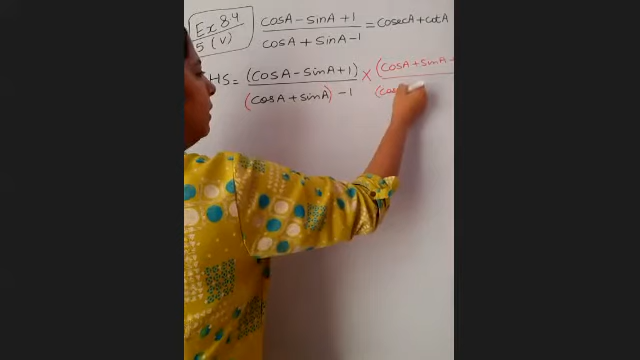 Ex 8.4
5 (V)
cosA - sinA + 1
cosA + sinA - 1
= cosecA + cotA
HS = (cosA - sinA + 1)
(cosA + sinA) - 1
× (cosA + sinA
(cos